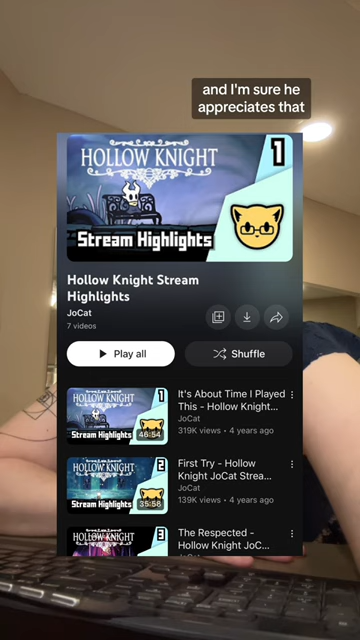 and I'm sure he
appreciates that
HOLLOW KNIGHT
1
Stream Highlights
Hollow Knight Stream
Highlights
JoCat
7 videos
Play all
Shuffle
HOLLOW KNIGHT
1
Stream Highlights
46:54
It's About Time I Played
This - Hollow Knight...
JoCat
319K views • 4 years ago
HOLLOW KNIGHT
2
Stream Highlights
35:58
First Try - Hollow
Knight JoCat Strea...
JoCat
139K views • 4 years ago
HOLLOW KNIGHT
3
The Respected -
Hollow Knight JoC...